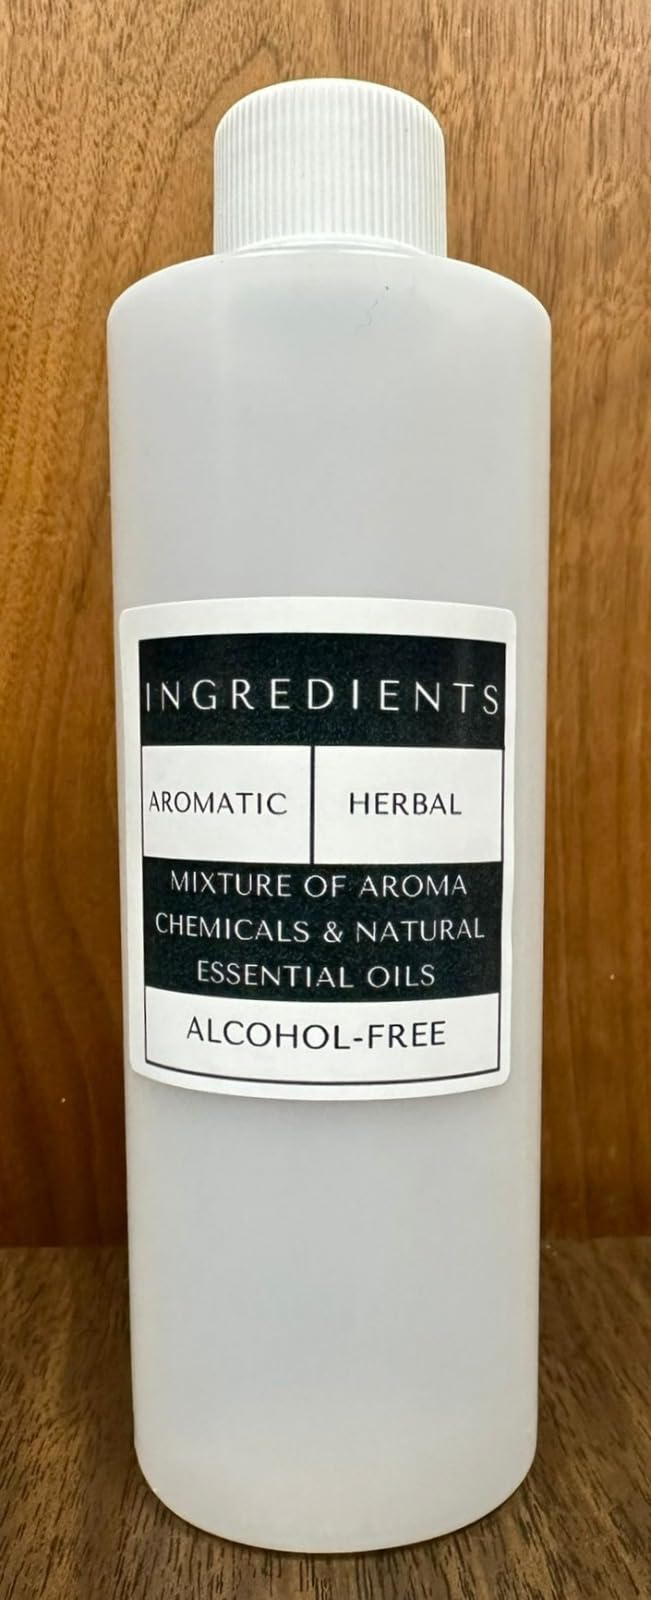 INGREDIENTS
AROMATIC HERBAL
MIXTURE OF AROMA
CHEMICALS & NATURAL
ESSENTIAL OILS
ALCOHOL-FREE